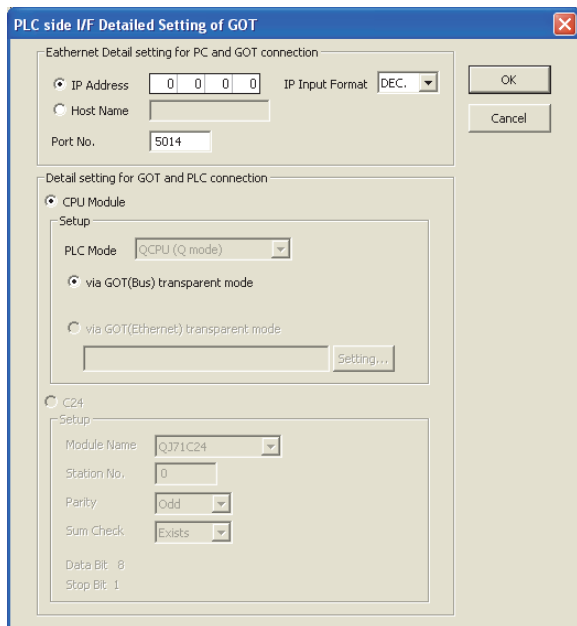 PLC side I/F Detailed Setting of GOT
Eathernet Detail setting for PC and GOT connection
IP Address 0 0 0 0 IP Input Format DEC.
Host Name
Port No. 5014
OK
Cancel
Detail setting for GOT and PLC connection
CPU Module
Setup
PLC Mode QCPU (Q mode)
via GOT(Bus) transparent mode
via GOT(Ethernet) transparent mode
Setting...
C24
Setup
Module Name QJ71C24
Station No. 0
Parity Odd
Sum Check Exists
Data Bit 8
Stop Bit 1